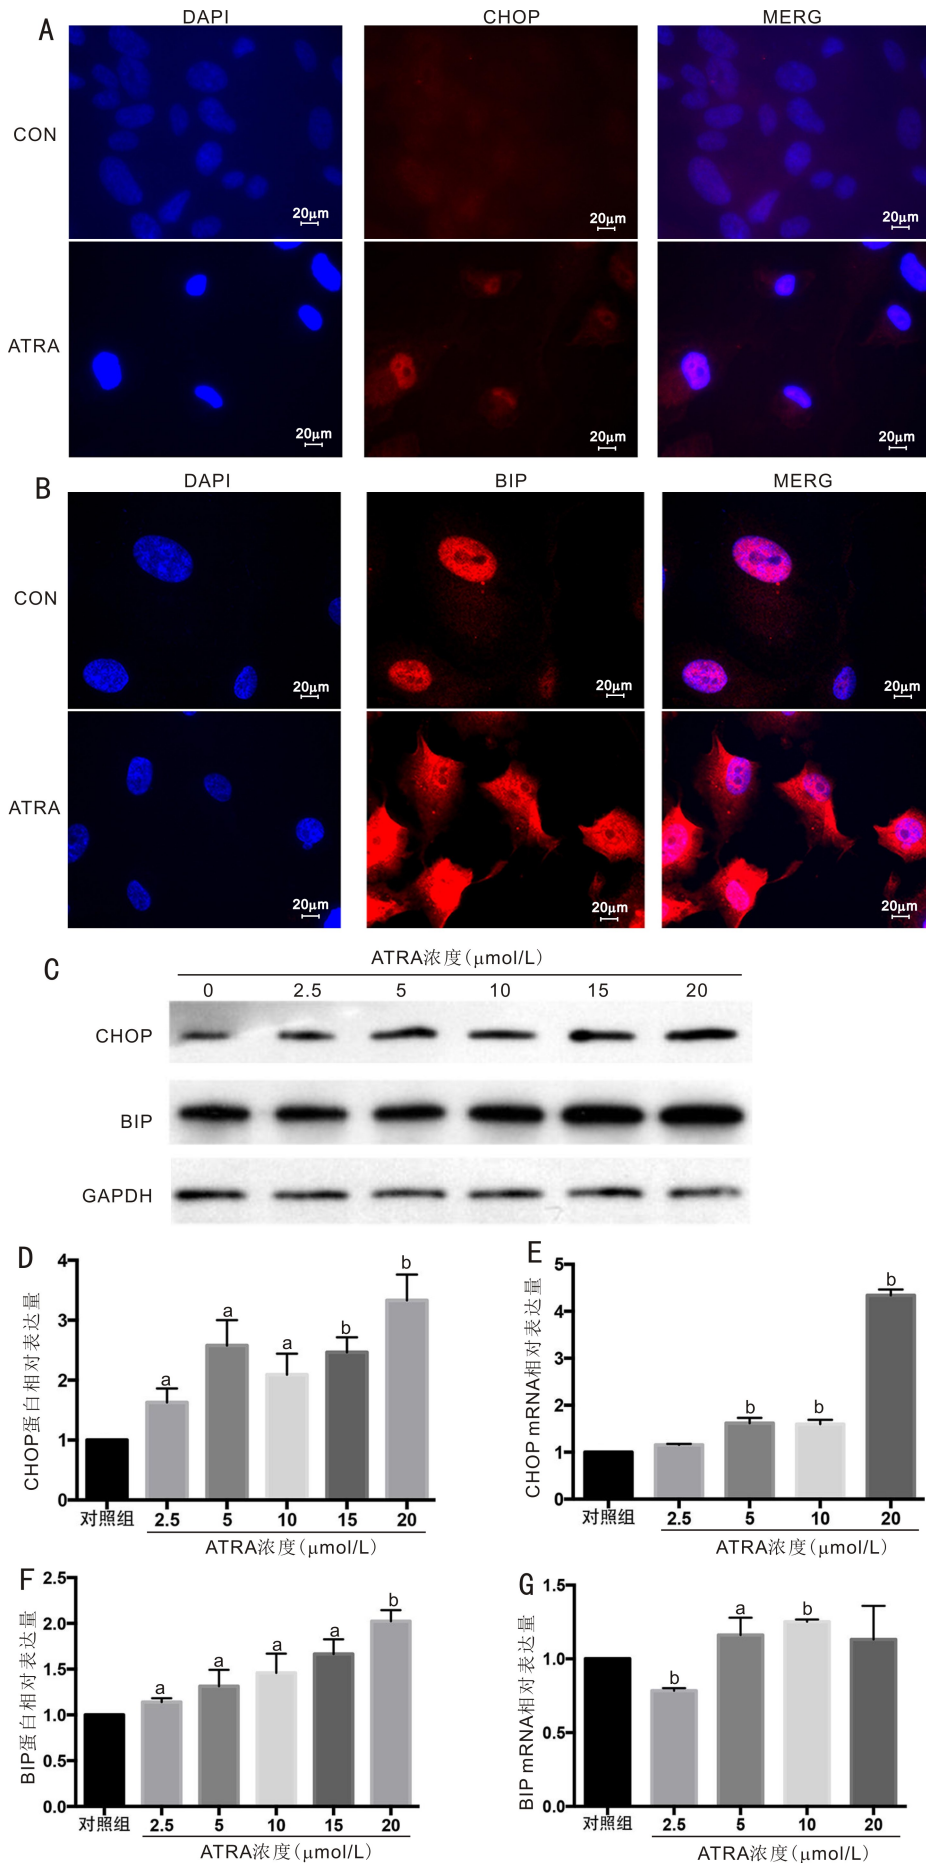 A
DAPI CHOP MERG
CON
20μm 20μm 20μm
ATRA
20μm 20μm 20μm
B
DAPI BIP MERG
CON
20μm 20μm 20μm
ATRA
20μm 20μm 20μm
C
ATRA浓度(μmol/L)
0 2.5 5 10 15 20
CHOP
BIP
GAPDH
D
CHOP蛋白相对表达量
4
3
2
1
0
a a a b b
对照组 2.5 5 10 15 20
ATRA浓度(μmol/L)
E
CHOP mRNA相对表达量
5
4
3
2
1
0
b b b
对照组 2.5 5 10 20
ATRA浓度(μmol/L)
F
BIP蛋白相对表达量
2.5
2.0
1.5
1.0
0.5
0.0
a a a a b
对照组 2.5 5 10 15 20
ATRA浓度(μmol/L)
G
BIP mRNA相对表达量
1.5
1.0
0.5
0.0
b a b
对照组 2.5 5 10 20
ATRA浓度(μmol/L)